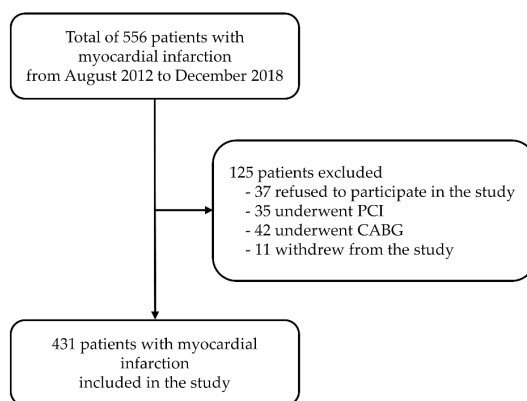 Total of 556 patients with
myocardial infarction
from August 2012 to December 2018
125 patients excluded
- 37 refused to participate in the study
- 35 underwent PCI
- 42 underwent CABG
- 11 withdrew from the study
431 patients with myocardial
infarction
included in the study